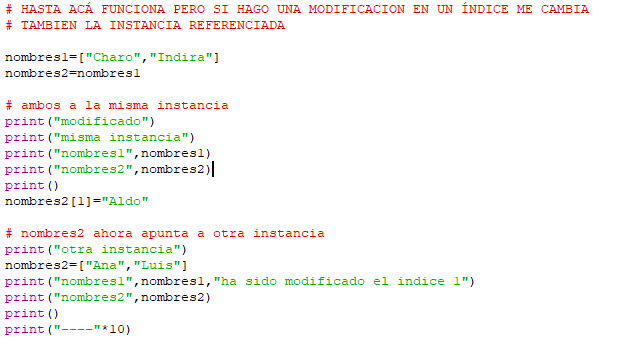 # HASTA ACÁ FUNCIONA PERO SI HAGO UNA MODIFICACION EN UN ÍNDICE ME CAMBIA
# TAMBIEN LA INSTANCIA REFERENCIADA
nombres1=["Charo","Indira"]
nombres2=nombres1
# ambos a la misma instancia
print("modificado")
print("misma instancia")
print("nombres1",nombres1)
print("nombres2",nombres2)
print()
nombres2[1]="Aldo"
# nombres2 ahora apunta a otra instancia
print("otra instancia")
nombres2=["Ana","Luis"]
print("nombres1",nombres1,"ha sido modificado el indice 1")
print("nombres2",nombres2)
print()
print("----"*10)